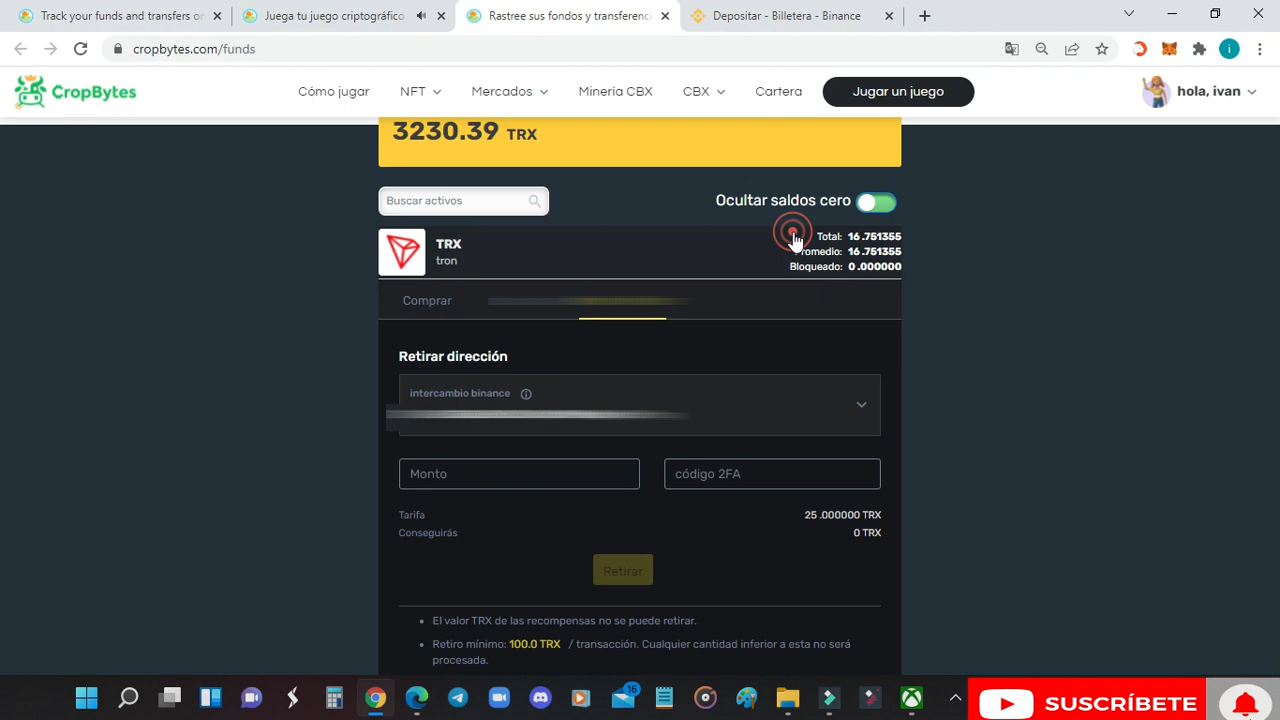 Track your funds and transfers on
Juega tu juego criptográfico
Rastree sus fondos y transferenc
Depositar - Billetera - Binance
cropbytes.com/funds
CropBytes
Cómo jugar
NFT
Mercados
Minería CBX
CBX
Cartera
Jugar un juego
hola, ivan
3230.39 TRX
Buscar activos
Ocultar saldos cero
TRX
tron
Total: 16 .751355
Promedio: 16 .751355
Bloqueado: 0 .000000
Comprar
Retirar dirección
intercambio binance
Monto
código 2FA
Tarifa 25 .000000 TRX
Conseguirás 0 TRX
Retirar
• El valor TRX de las recompensas no se puede retirar.
• Retiro mínimo: 100.0 TRX / transacción. Cualquier cantidad inferior a esta no será
procesada.
16
SUSCRÍBETE